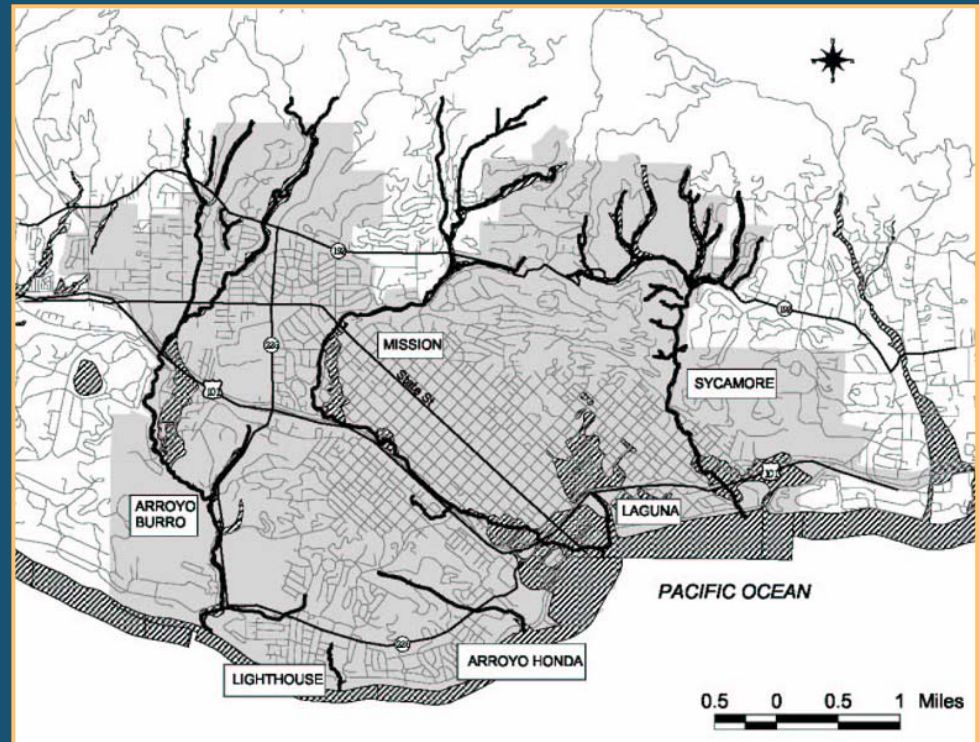 MISSION
State St
SYCAMORE
101
ARROYO
BURRO
LAGUNA
PACIFIC OCEAN
ARROYO HONDA
LIGHTHOUSE
0.5 0 0.5 1 Miles